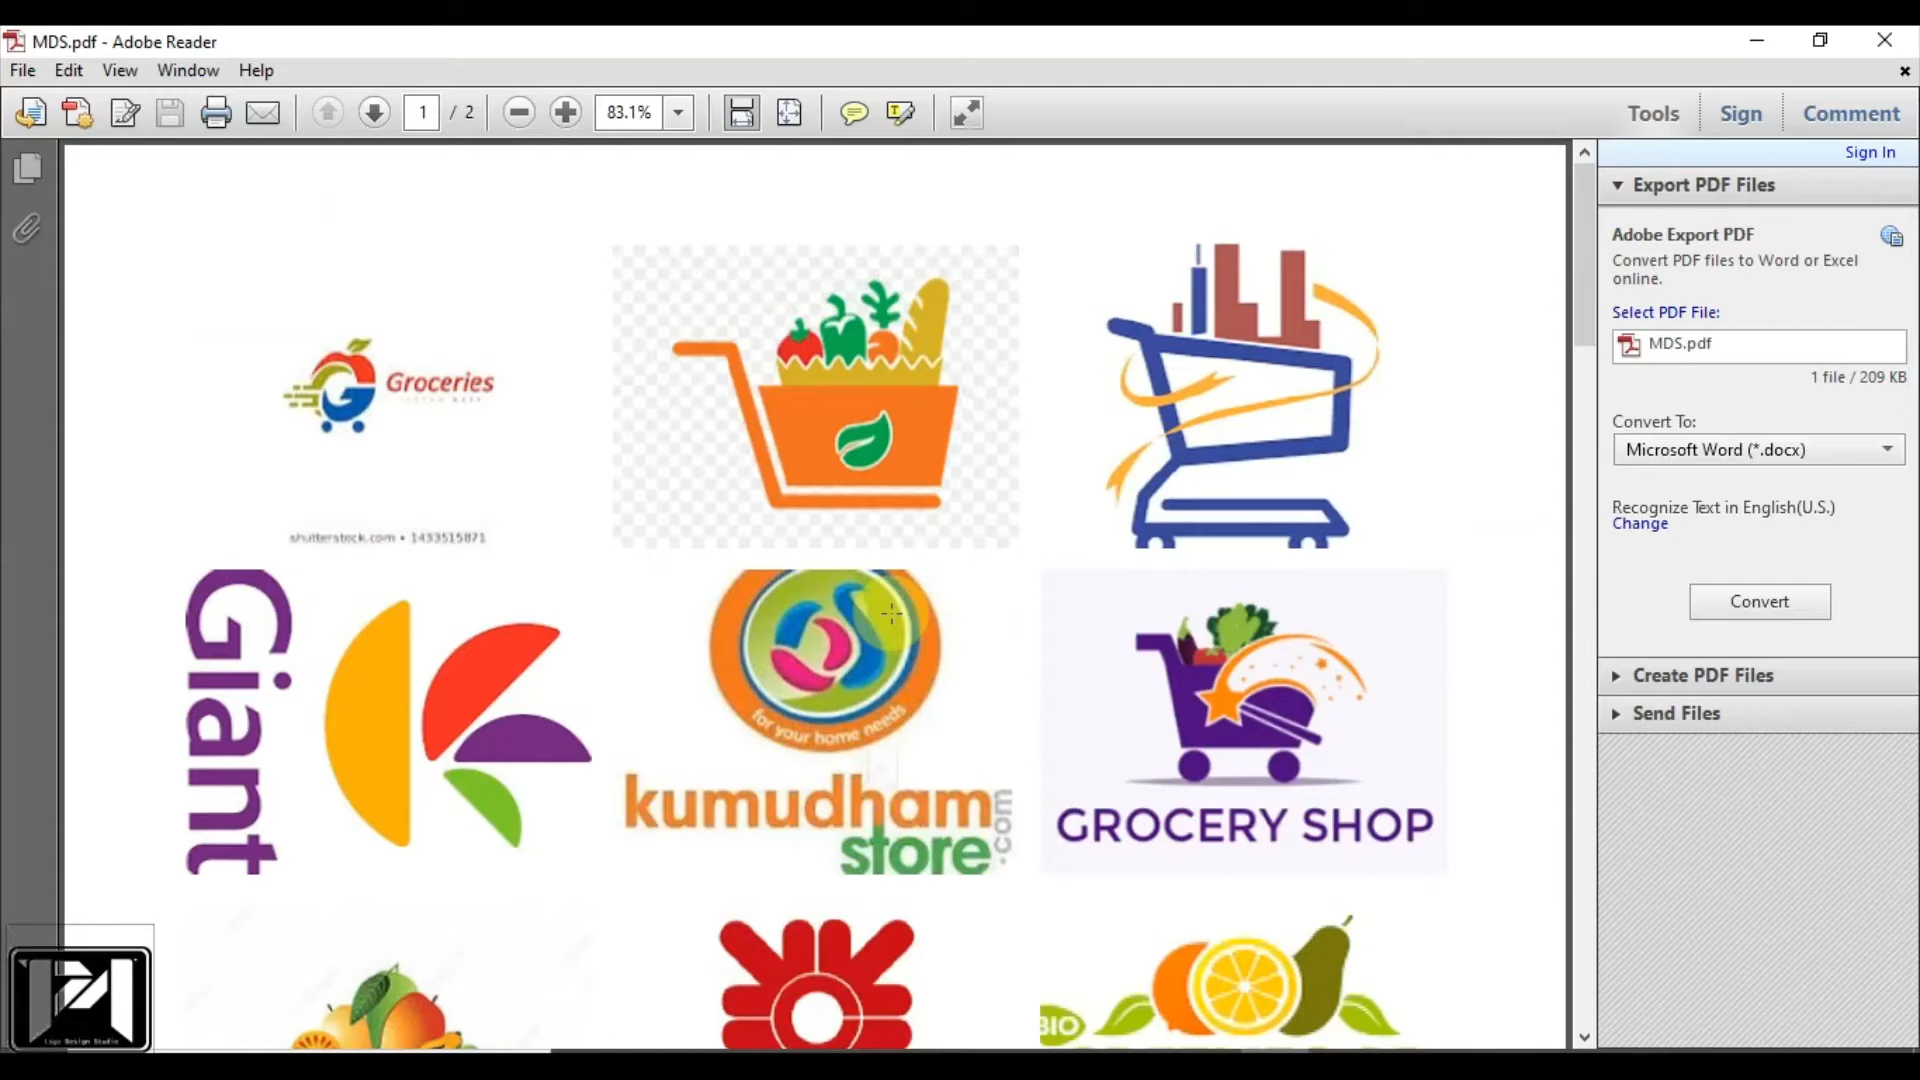 MDS.pdf - Adobe Reader
File Edit View Window Help
1 / 2 83.1% Tools Sign Comment
Sign In
Export PDF Files
Adobe Export PDF
Convert PDF files to Word or Excel
online.
Select PDF File:
MDS.pdf
1 file / 209 KB
Convert To:
Microsoft Word (*.docx)
Recognize Text in English(U.S.)
Change
Convert
Create PDF Files
Send Files
Groceries
shutterstock.com • 1433515871
Giant
for your home needs
kumudham
store.com
GROCERY SHOP
BIO
Logo Design Studio